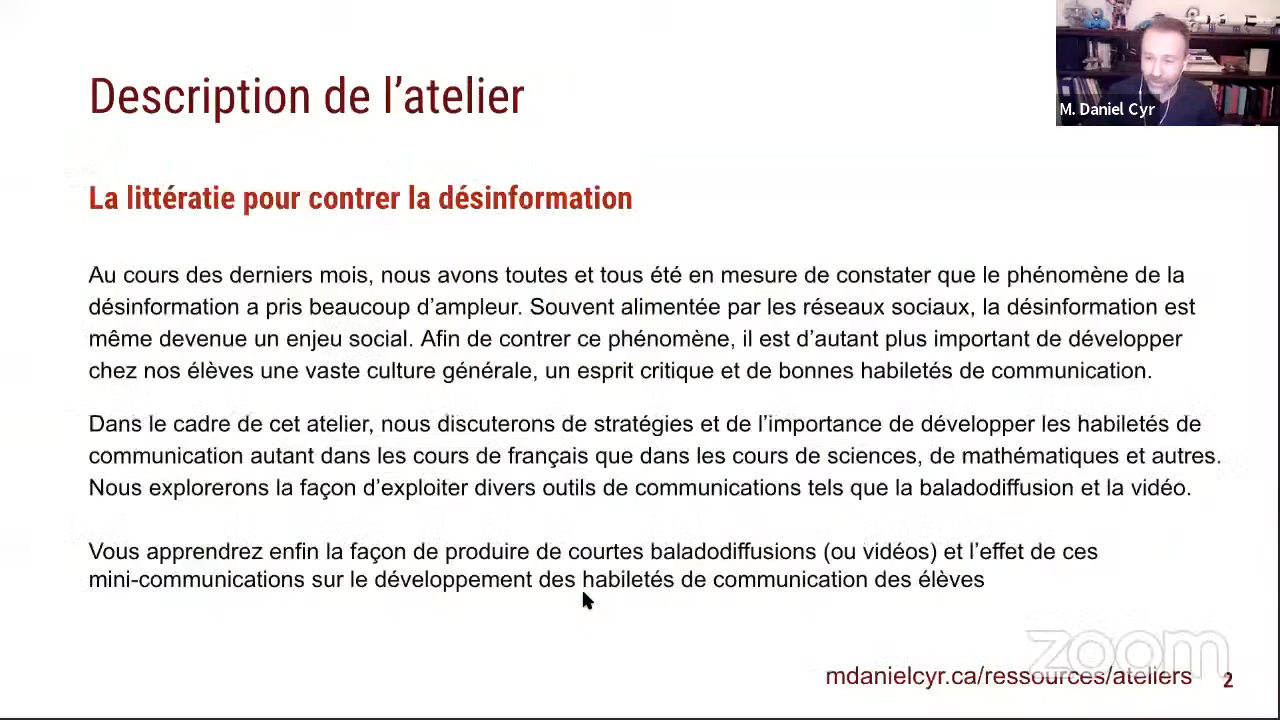 Description de l’atelier
M. Daniel Cyr
La littératie pour contrer la désinformation
Au cours des derniers mois, nous avons toutes et tous été en mesure de constater que le phénomène de la
désinformation a pris beaucoup d’ampleur. Souvent alimentée par les réseaux sociaux, la désinformation est
même devenue un enjeu social. Afin de contrer ce phénomène, il est d’autant plus important de développer
chez nos élèves une vaste culture générale, un esprit critique et de bonnes habiletés de communication.
Dans le cadre de cet atelier, nous discuterons de stratégies et de l’importance de développer les habiletés de
communication autant dans les cours de français que dans les cours de sciences, de mathématiques et autres.
Nous explorerons la façon d’exploiter divers outils de communications tels que la baladodiffusion et la vidéo.
Vous apprendrez enfin la façon de produire de courtes baladodiffusions (ou vidéos) et l’effet de ces
mini-communications sur le développement des habiletés de communication des élèves
zoom
mdanielcyr.ca/ressources/ateliers
2